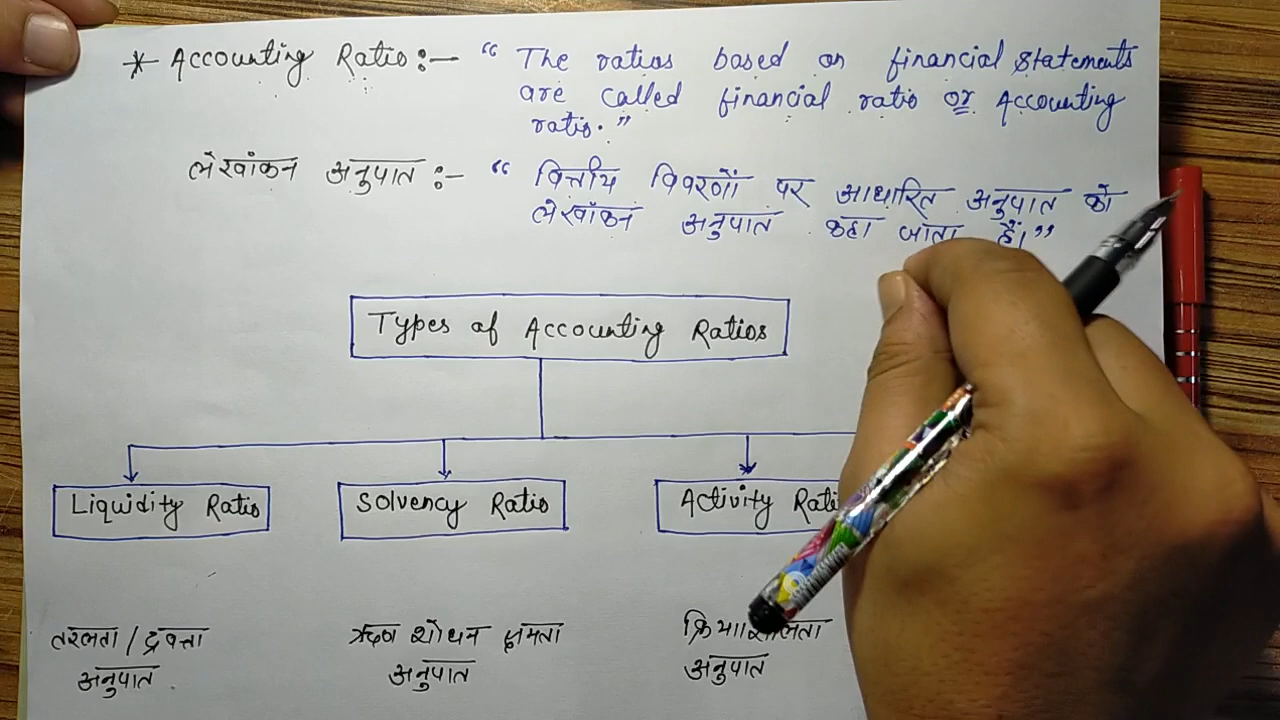 * Accounting Ratio :- “ The ratios based on financial statements
are called financial ratio or Accounting
ratio. ”
लेखांकन अनुपात :- “ वित्तीय विवरणों पर आधारित अनुपात को
लेखाँकन अनुपात कहा जाता हैं। ”
Types of Accounting Ratios
Liquidity Ratio Solvency Ratio Activity
तरलता / द्रवता ऋण शोधन क्षमता
अनुपात अनुपात अनुपात